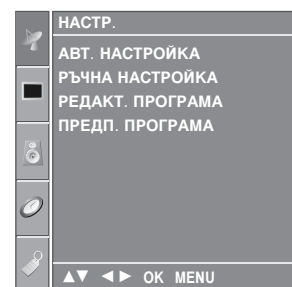 НАСТР.
АВТ. НАСТРОЙКА
РЪЧНА НАСТРОЙКА
РЕДАКТ. ПРОГРАМА
ПРЕДП. ПРОГРАМА
▲▼ ◄► OK MENU